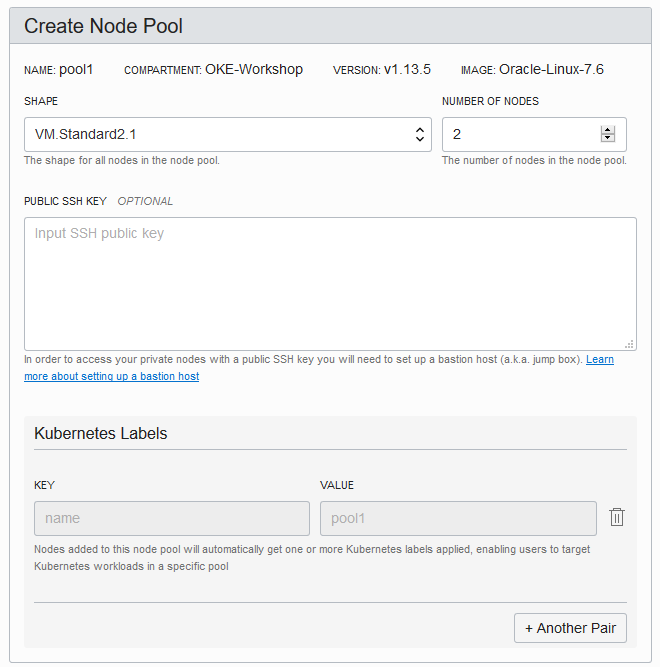 Create Node Pool
NAME: pool1 COMPARTMENT: OKE-Workshop VERSION: v1.13.5 IMAGE: Oracle-Linux-7.6
SHAPE NUMBER OF NODES
VM.Standard2.1 2
The shape for all nodes in the node pool. The number of nodes in the node pool.
PUBLIC SSH KEY OPTIONAL
Input SSH public key
In order to access your private nodes with a public SSH key you will need to set up a bastion host (a.k.a. jump box). Learn
more about setting up a bastion host
Kubernetes Labels
KEY VALUE
name pool1
Nodes added to this node pool will automatically get one or more Kubernetes labels applied, enabling users to target
Kubernetes workloads in a specific pool
+ Another Pair